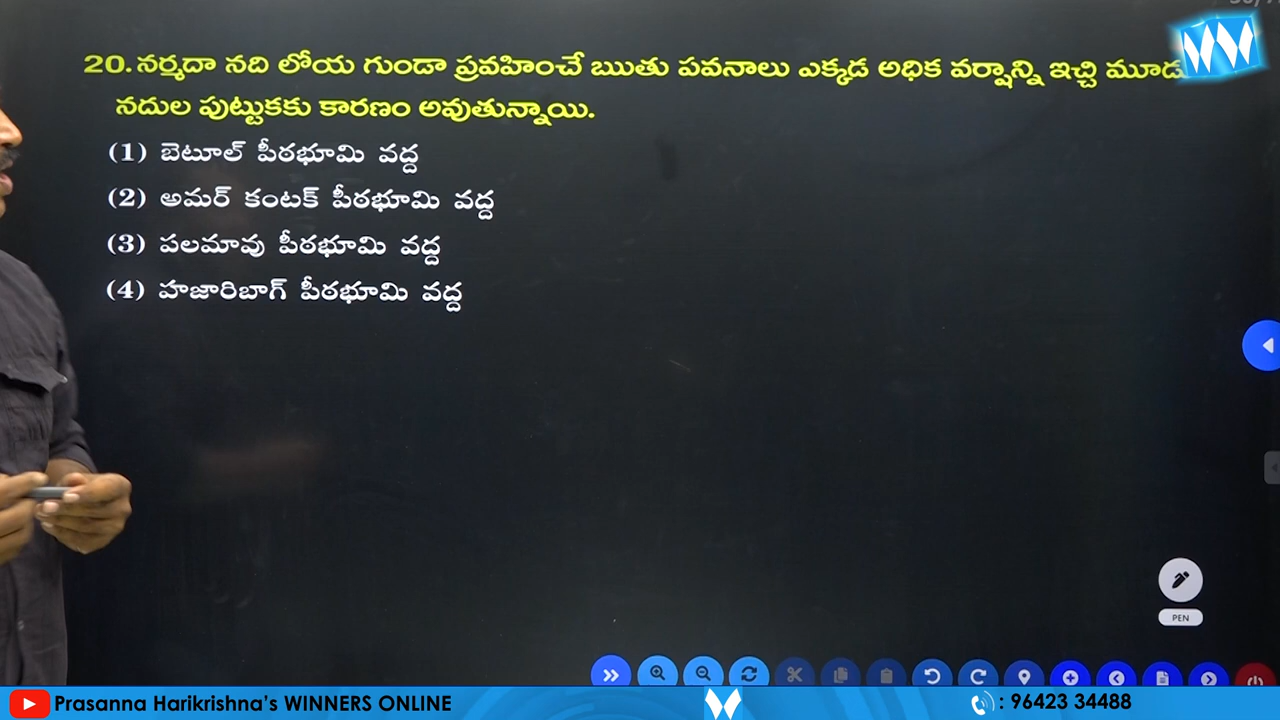 20. నర్మదా నది లోయ గుండా ప్రవహించే ఋతు పవనాలు ఎక్కడ అధిక వర్షాన్ని ఇచ్చి మూడు
నదుల పుట్టుకకు కారణం అవుతున్నాయి.
(1) బెటూల్ పీఠభూమి వద్ద
(2) అమర్ కంటక్ పీఠభూమి వద్ద
(3) పలమావు పీఠభూమి వద్ద
(4) హజారిబాగ్ పీఠభూమి వద్ద
PEN
Prasanna Harikrishna's WINNERS ONLINE
: 96423 34488